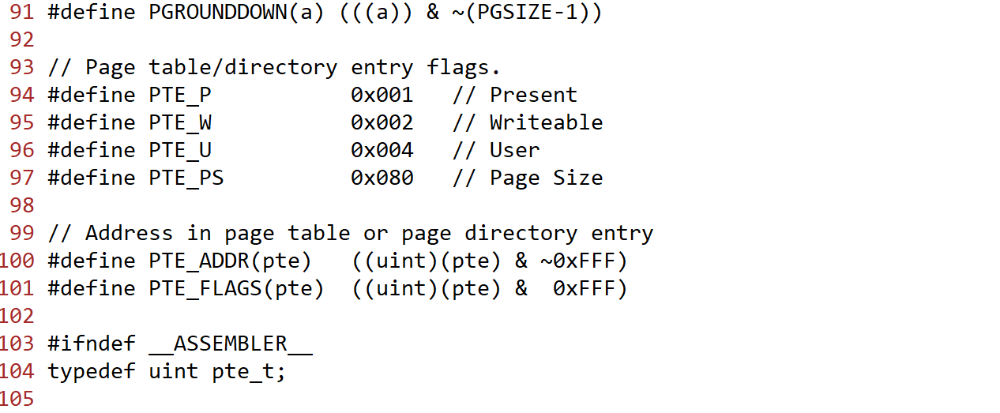 91 #define PGROUNDDOWN(a) (((a)) & ~(PGSIZE-1))
92
93 // Page table/directory entry flags.
94 #define PTE_P           0x001   // Present
95 #define PTE_W           0x002   // Writeable
96 #define PTE_U           0x004   // User
97 #define PTE_PS          0x080   // Page Size
98
99 // Address in page table or page directory entry
100 #define PTE_ADDR(pte)   ((uint)(pte) & ~0xFFF)
101 #define PTE_FLAGS(pte)  ((uint)(pte) &  0xFFF)
102
103 #ifndef __ASSEMBLER__
104 typedef uint pte_t;
105